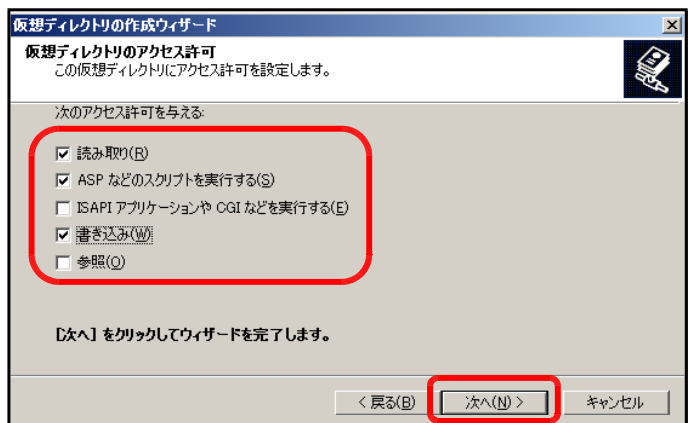 仮想ディレクトリの作成ウィザード
仮想ディレクトリのアクセス許可
この仮想ディレクトリにアクセス許可を設定します。
次のアクセス許可を与える:
読み取り(R)
ASP などのスクリプトを実行する(S)
ISAPI アプリケーションや CGI などを実行する(E)
書き込み(W)
参照(O)
[次へ] をクリックしてウィザードを完了します。
< 戻る(B) 次へ(N) > キャンセル